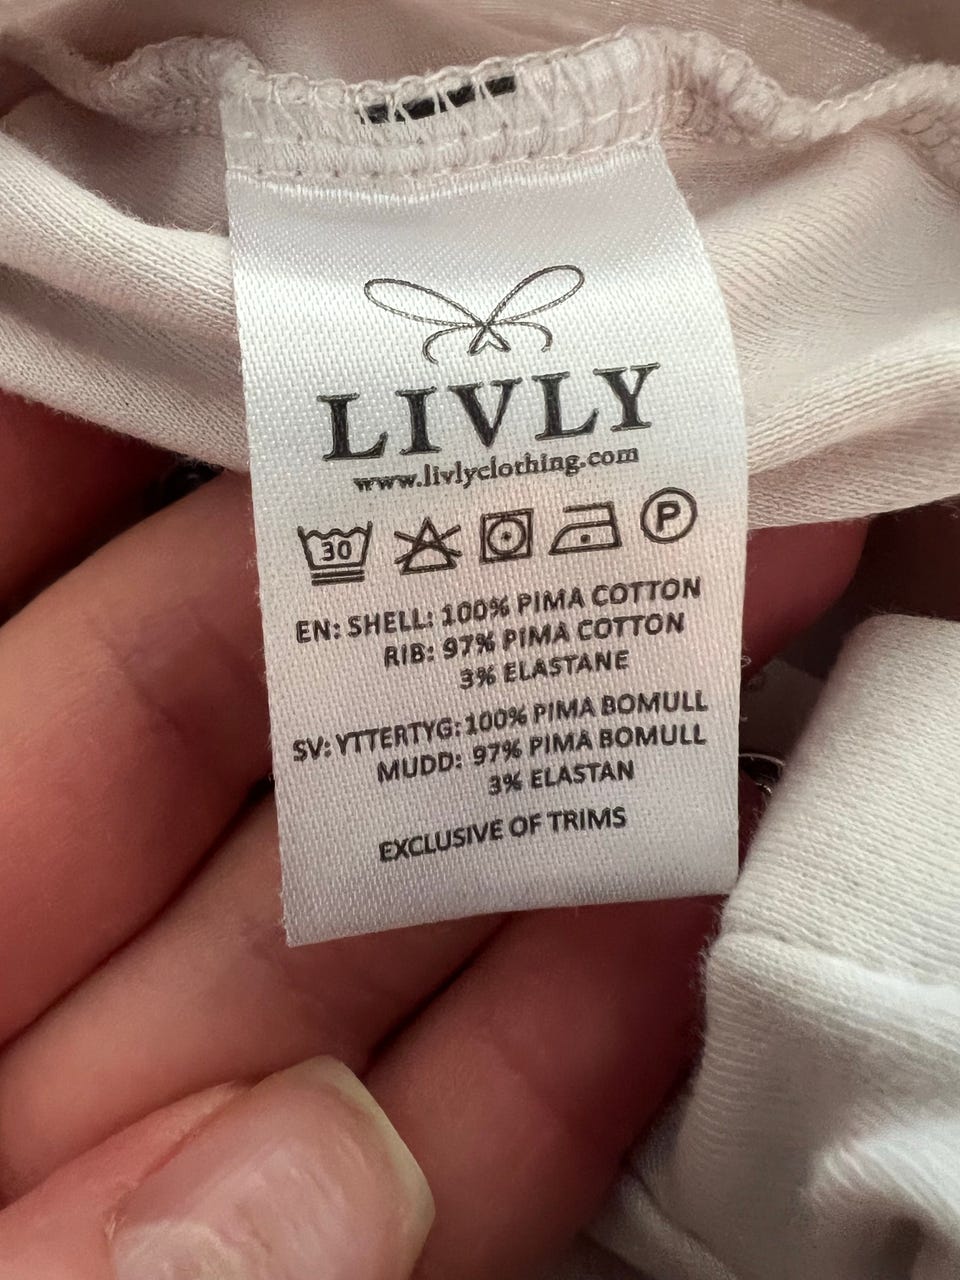 LIVLY
www.livlyclothing.com
30 P
EN: SHELL: 100% PIMA COTTON
RIB: 97% PIMA COTTON
3% ELASTANE
SV: YTTERTYG: 100% PIMA BOMULL
MUDD: 97% PIMA BOMULL
3% ELASTAN
EXCLUSIVE OF TRIMS